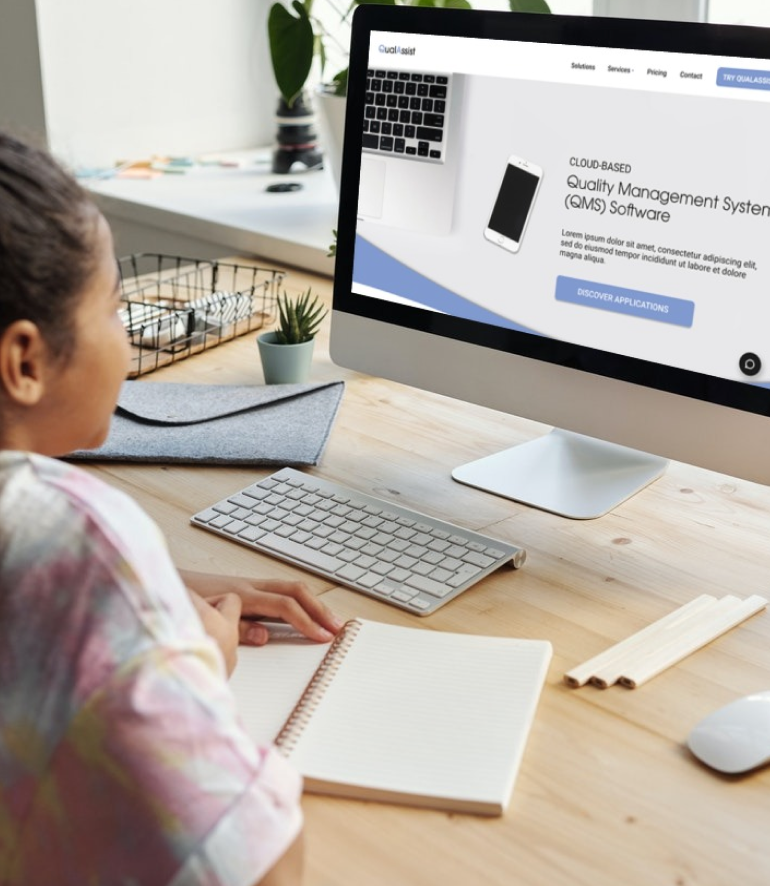 QualAssist
Solutions Services Pricing Contact TRY QUALASSIS
CLOUD-BASED
Quality Management System
(QMS) Software
Lorem ipsum dolor sit amet, consectetur adipiscing elit,
sed do eiusmod tempor incididunt ut labore et dolore
magna aliqua.
DISCOVER APPLICATIONS